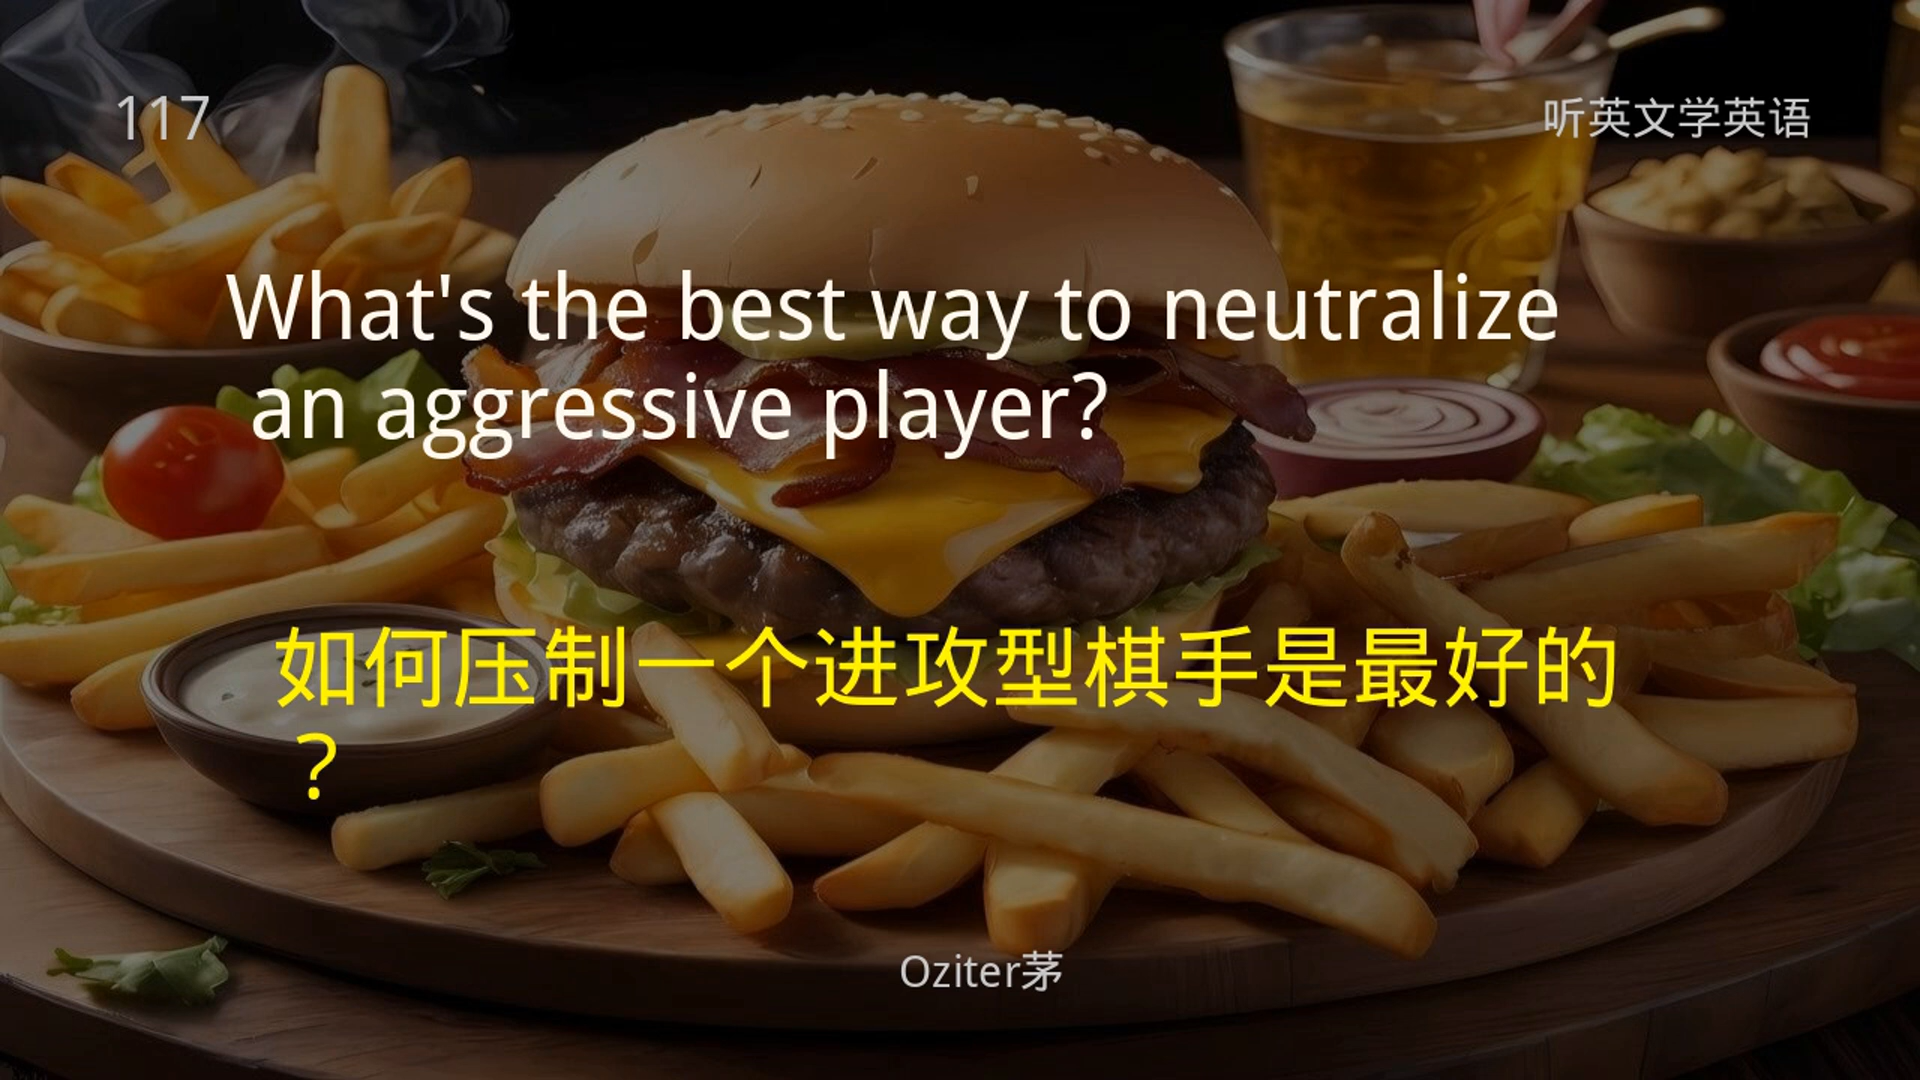 117
听英文学英语
What's the best way to neutralize
an aggressive player?
如何压制一个进攻型棋手是最好的
？
Oziter茅